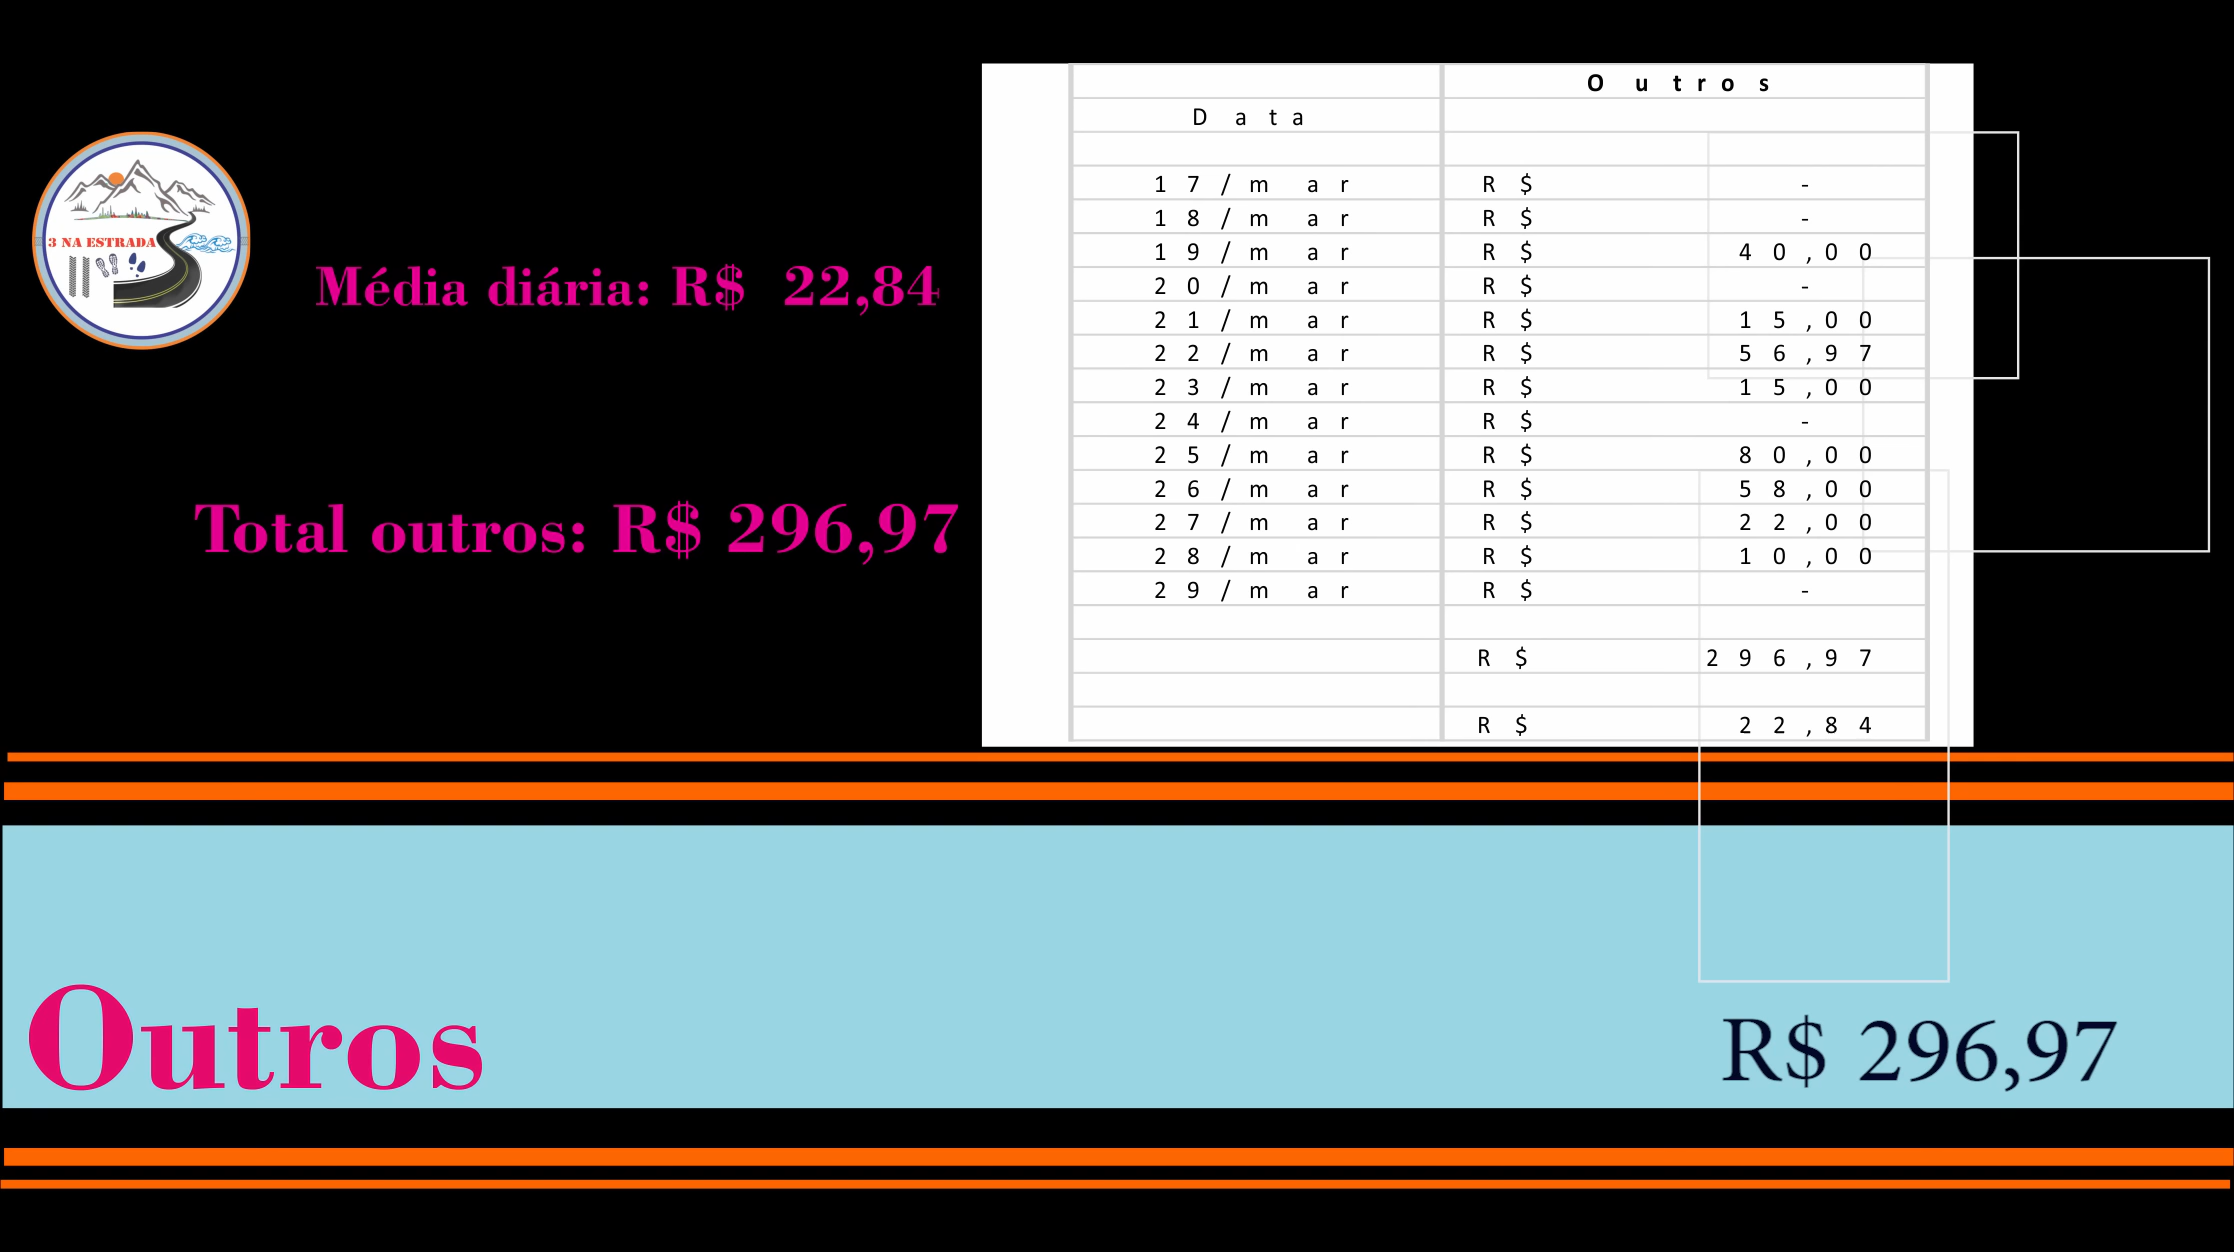 3 NA ESTRADA
Média diária: R$ 22,84
Total outros: R$ 296,97
Outros
Data
17/mar R$ -
18/mar R$ -
19/mar R$ 40,00
20/mar R$ -
21/mar R$ 15,00
22/mar R$ 56,97
23/mar R$ 15,00
24/mar R$ -
25/mar R$ 80,00
26/mar R$ 58,00
27/mar R$ 22,00
28/mar R$ 10,00
29/mar R$ -
R$ 296,97
R$ 22,84
Outros
R$ 296,97